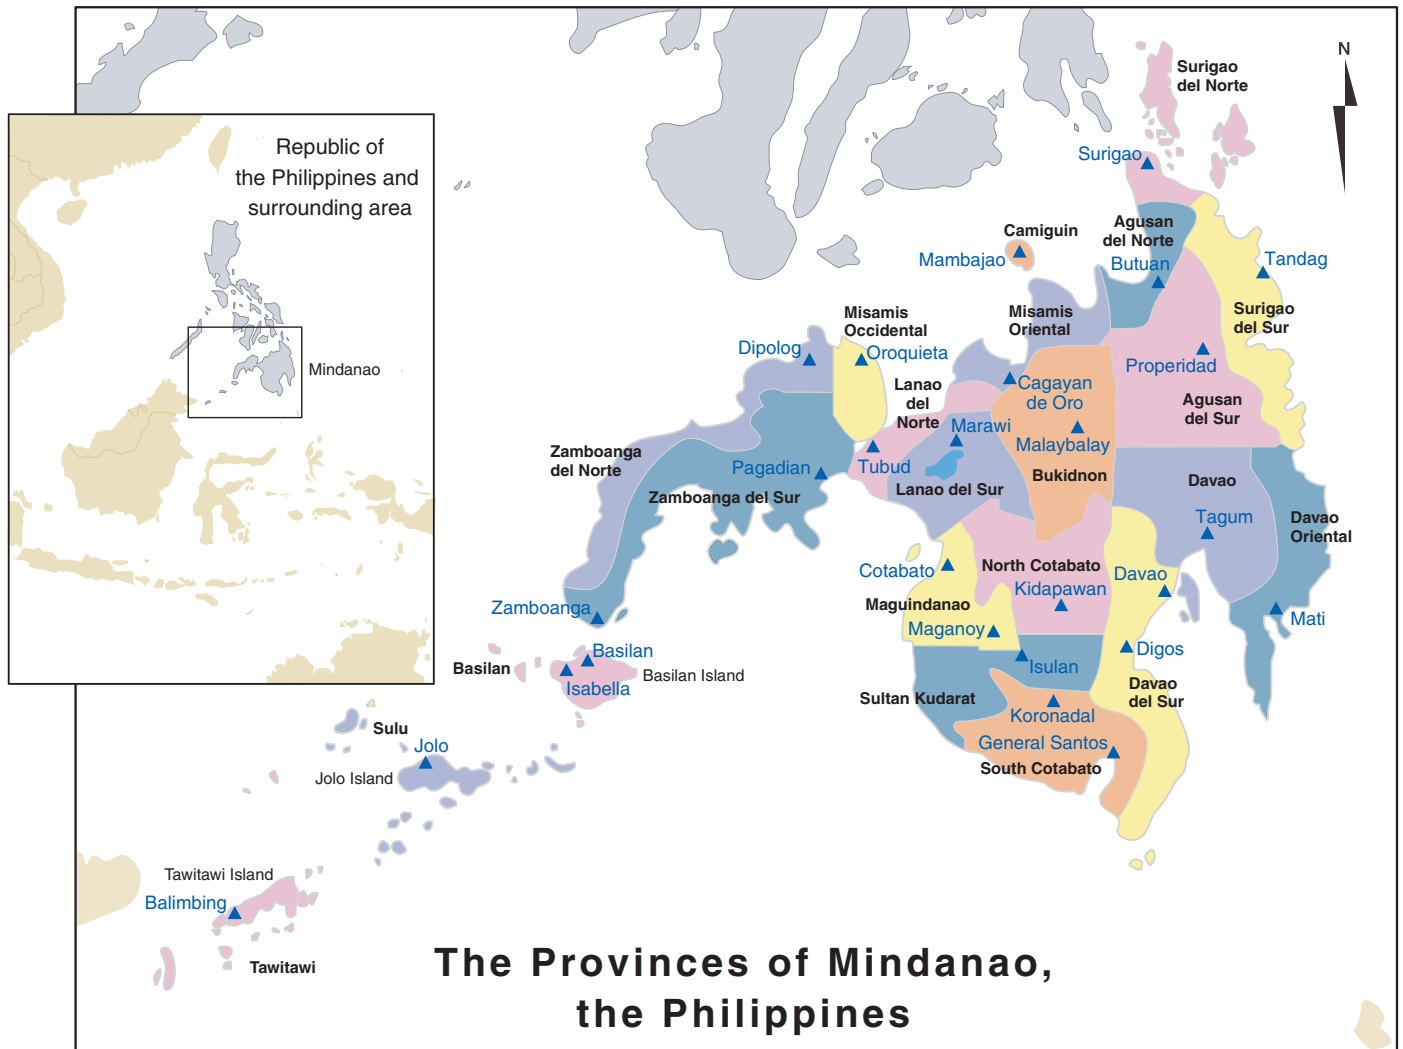 Republic of
the Philippines and
surrounding area
Mindanao
N
Surigao
del Norte
Surigao
Agusan
del Norte
Butuan
Camiguin
Mambajao
Tandag
Surigao
del Sur
Misamis
Oriental
Misamis
Occidental
Dipolog
Oroquieta
Properidad
Agusan
del Sur
Cagayan
de Oro
Lanao
del
Norte
Marawi
Malaybalay
Bukidnon
Zamboanga
del Norte
Pagadian
Tubud
Lanao del Sur
Zamboanga del Sur
Davao
Tagum
Davao
Oriental
North Cotabato
Kidapawan
Davao
Cotabato
Maguindanao
Maganoy
Zamboanga
Mati
Digos
Isulan
Davao
del Sur
Basilan
Basilan
Basilan Island
Isabella
Sultan Kudarat
Koronadal
General Santos
South Cotabato
Sulu
Jolo
Jolo Island
Tawitawi Island
Balimbing
Tawitawi
The Provinces of Mindanao,
the Philippines